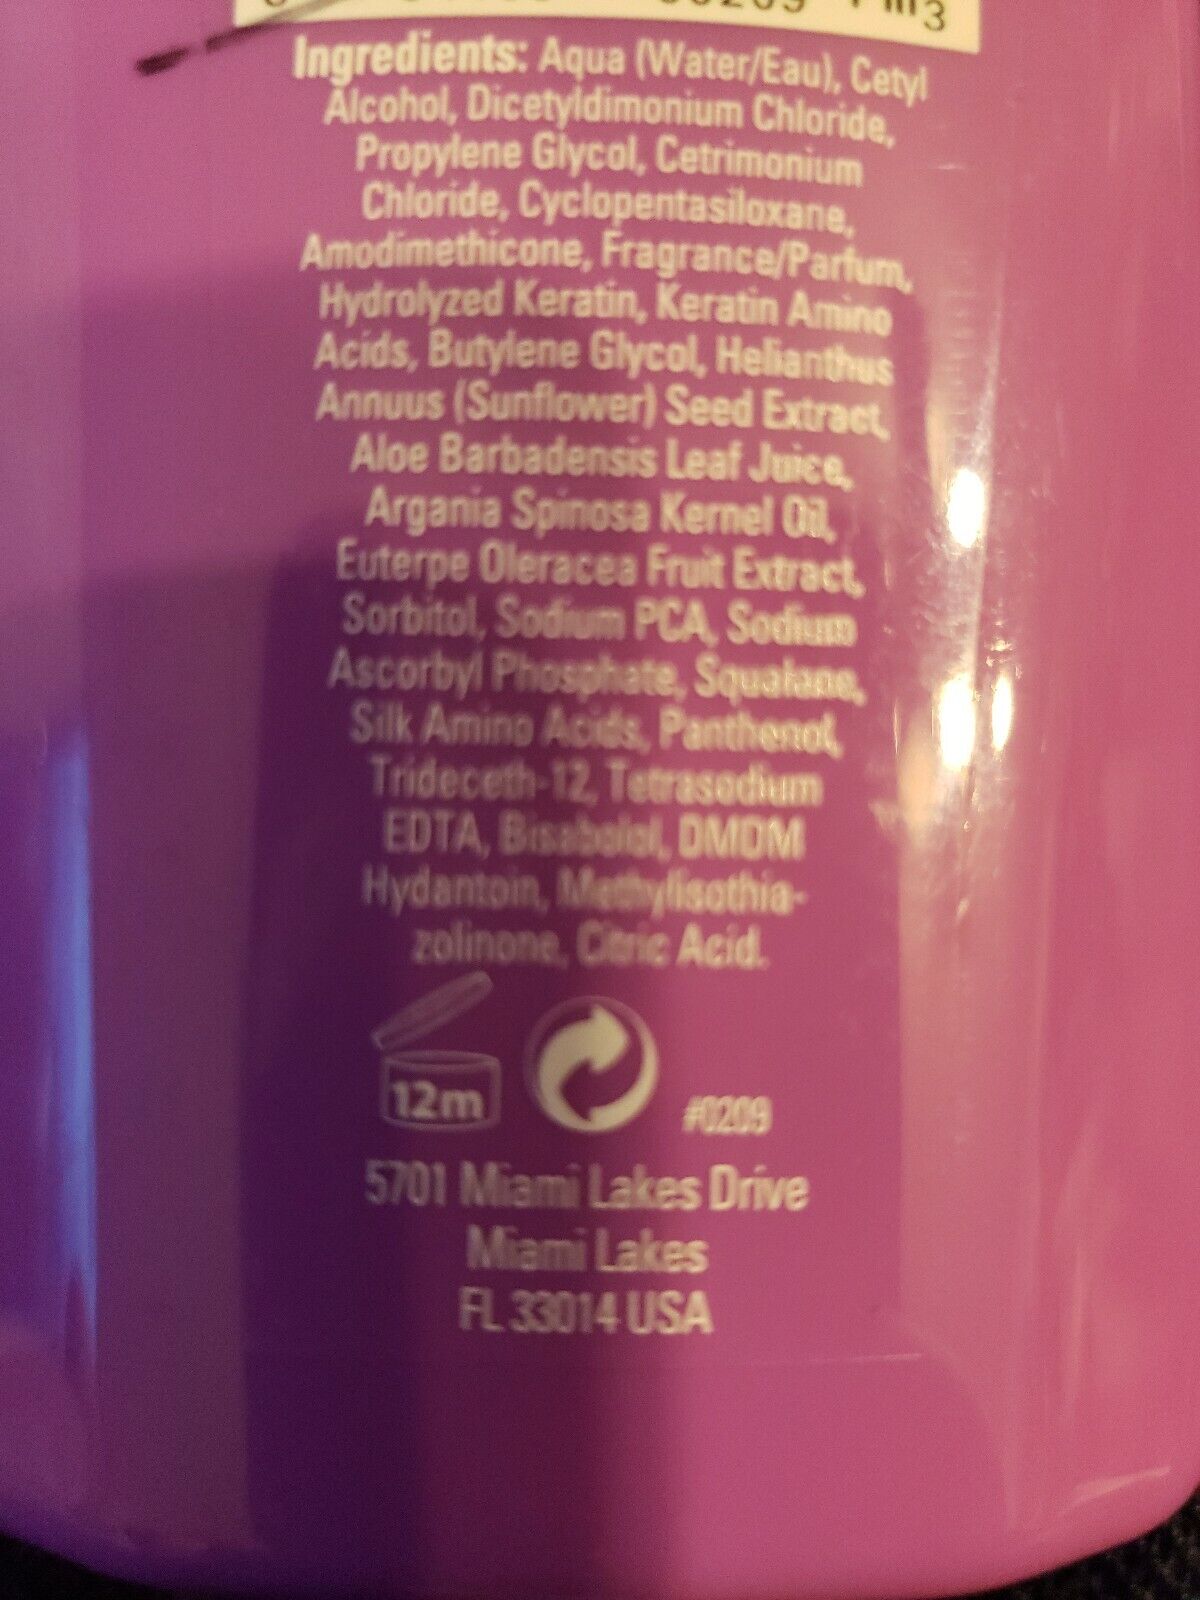 Ingredients: Aqua (Water/Eau), Cetyl
Alcohol, Dicetyldimonium Chloride,
Propylene Glycol, Cetrimonium
Chloride, Cyclopentasiloxane,
Amodimethicone, Fragrance/Parfum,
Hydrolyzed Keratin, Keratin Amino
Acids, Butylene Glycol, Helianthus
Annuus (Sunflower) Seed Extract,
Aloe Barbadensis Leaf Juice,
Argania Spinosa Kernel Oil,
Euterpe Oleracea Fruit Extract,
Sorbitol, Sodium PCA, Sodium
Ascorbyl Phosphate, Squalane,
Silk Amino Acids, Panthenol,
Trideceth-12, Tetrasodium
EDTA, Bisabolol, DMDM
Hydantoin, Methylisothia-
zolinone, Citric Acid.
12m #0209
5701 Miami Lakes Drive
Miami Lakes
FL 33014 USA